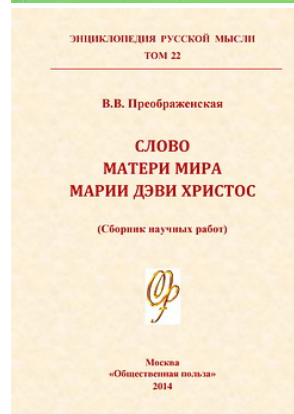 ЭНЦИКЛОПЕДИЯ РУССКОЙ МЫСЛИ
ТОМ 22
В.В. Преображенская
СЛОВО
МАТЕРИ МИРА
МАРИИ ДЭВИ ХРИСТОС
(Сборник научных работ)
Москва
«Общественная польза»
2014